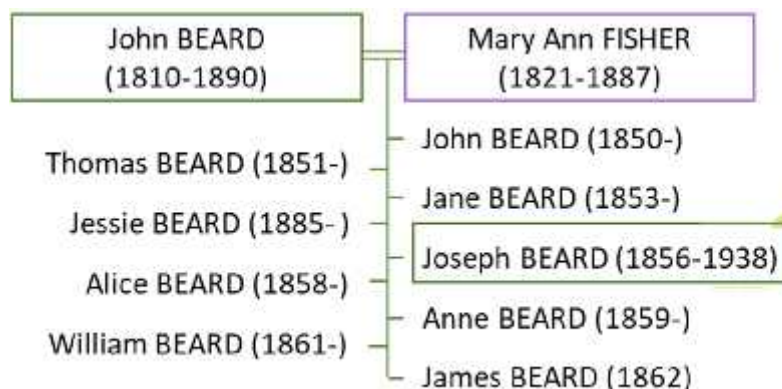 John BEARD
(1810-1890)
Mary Ann FISHER
(1821-1887)
John BEARD (1850-)
Thomas BEARD (1851-)
Jane BEARD (1853-)
Jessie BEARD (1885- )
Joseph BEARD (1856-1938)
Alice BEARD (1858-)
Anne BEARD (1859-)
William BEARD (1861-)
James BEARD (1862)